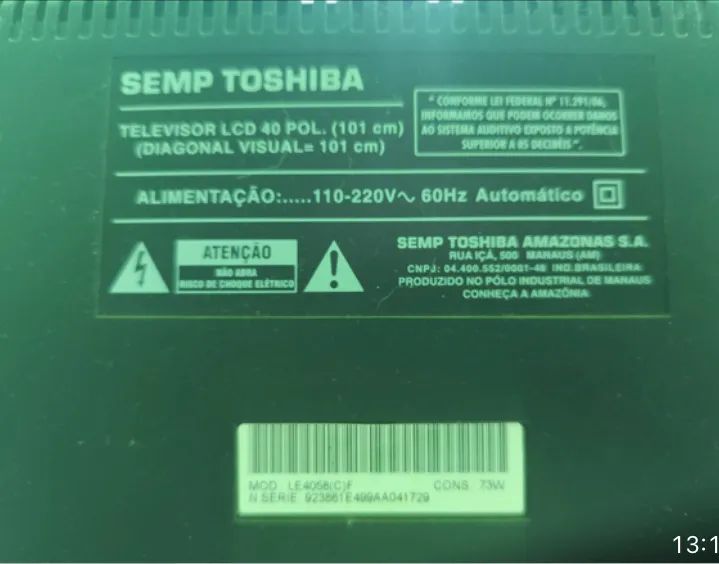 SEMP TOSHIBA
TELEVISOR LCD 40 POL. (101 cm)
(DIAGONAL VISUAL= 101 cm)
" CONFORME LEI FEDERAL Nº 11.291/06,
INFORMAMOS QUE PODEM OCORRER DANOS
AO SISTEMA AUDITIVO EXPOSTO A POTÊNCIA
SUPERIOR A 85 DECIBÉIS ".
ALIMENTAÇÃO:.....110-220V~ 60Hz Automático
ATENÇÃO
NÃO ABRA
RISCO DE CHOQUE ELÉTRICO
SEMP TOSHIBA AMAZONAS S.A.
RUA IÇÁ, 500 MANAUS (AM)
CNPJ: 04.400.552/0001-48 IND.BRASILEIRA
PRODUZIDO NO PÓLO INDUSTRIAL DE MANAUS
CONHEÇA A AMAZÔNIA
MOD LE4058(C)F CONS. 73W
N SERIE 923861E499AA041729
13:1